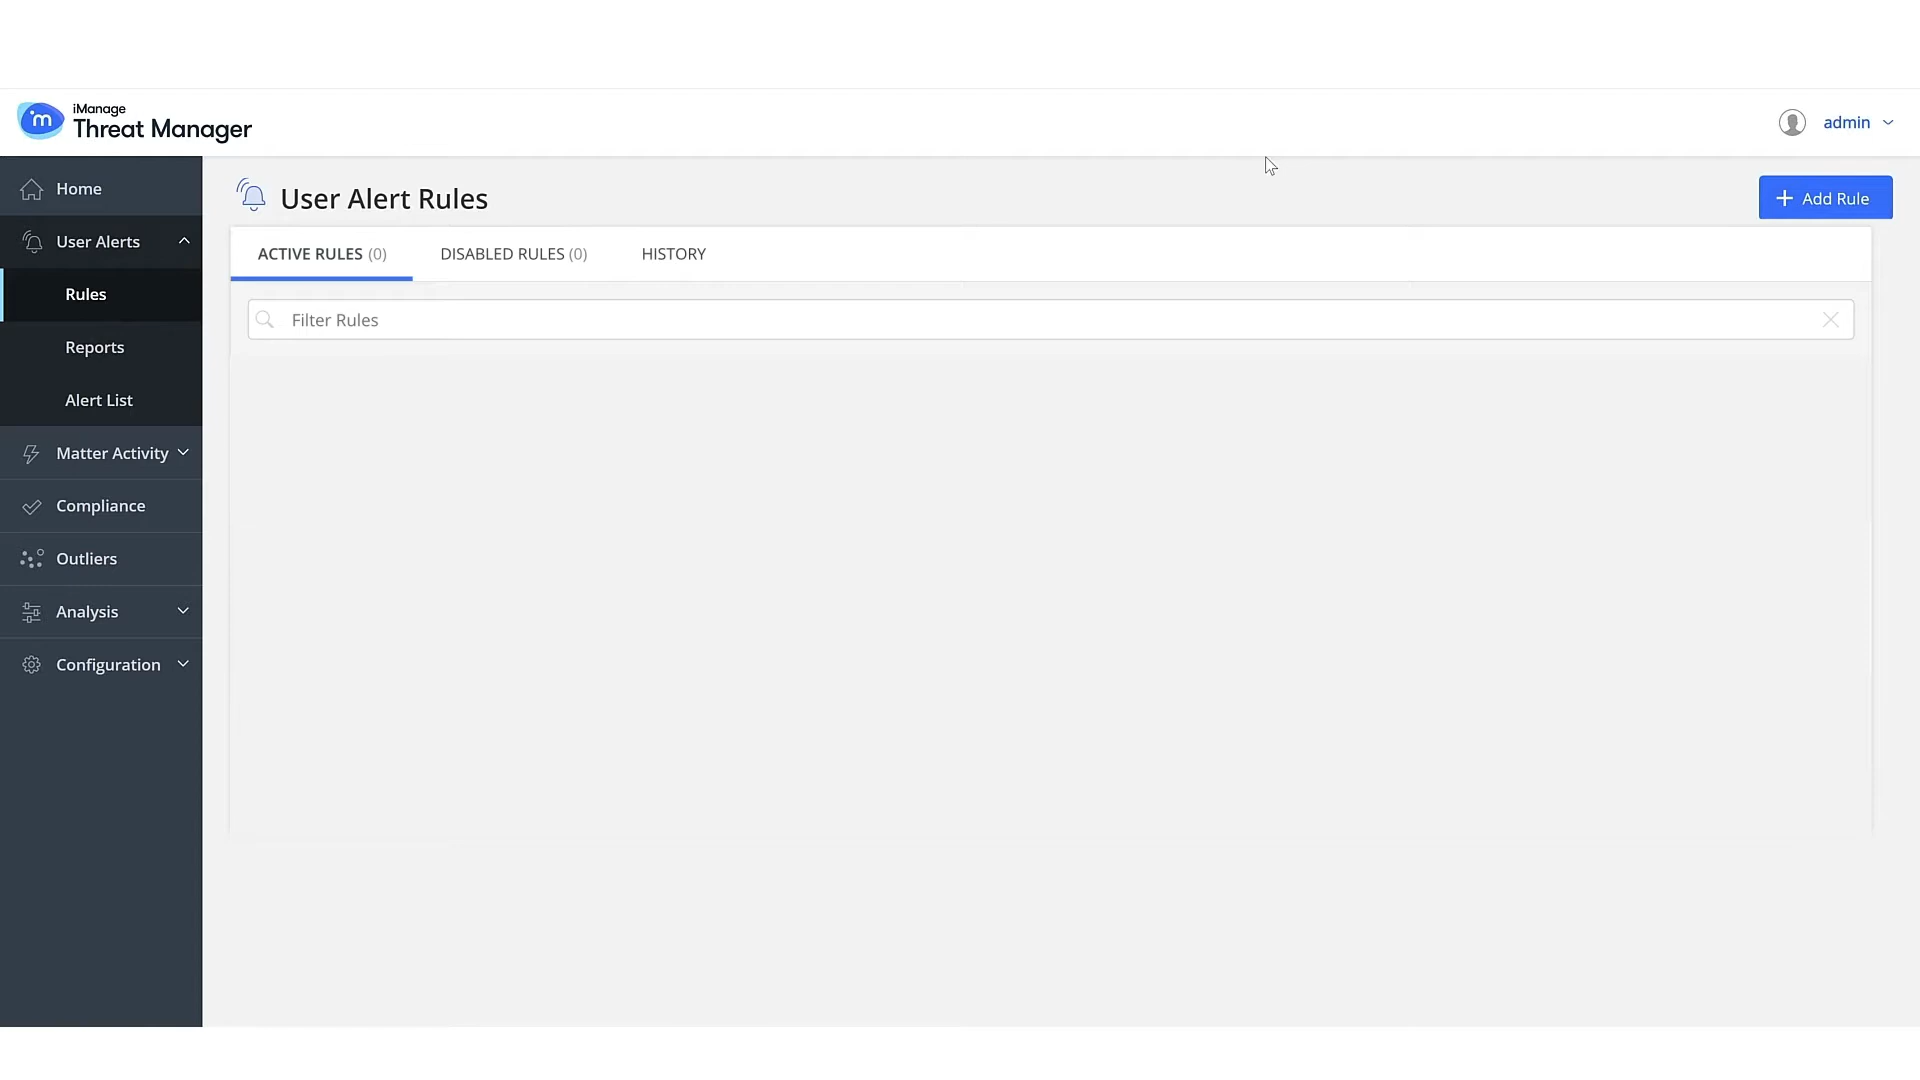 iManage
Threat Manager
admin
Home
User Alerts
Rules
Reports
Alert List
Matter Activity
Compliance
Outliers
Analysis
Configuration
User Alert Rules
+ Add Rule
ACTIVE RULES (0) DISABLED RULES (0) HISTORY
Filter Rules